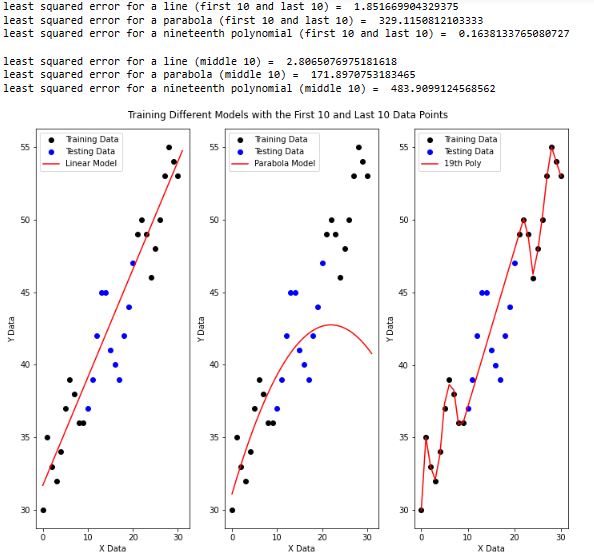 least squared error for a line (first 10 and last 10) =  1.851669904329375
least squared error for a parabola (first 10 and last 10) =  329.1150812103333
least squared error for a nineteenth polynomial (first 10 and last 10) =  0.1638133765080727
least squared error for a line (middle 10) =  2.8065076975181618
least squared error for a parabola (middle 10) =  171.8970753183465
least squared error for a nineteenth polynomial (middle 10) =  483.9099124568562
Training Different Models with the First 10 and Last 10 Data Points
Training Data
Testing Data
Linear Model
55
50
45
40
35
30
Y Data
0 10 20 30
X Data
Training Data
Testing Data
Parabola Model
55
50
45
40
35
30
Y Data
0 10 20 30
X Data
Training Data
Testing Data
19th Poly
55
50
45
40
35
30
Y Data
0 10 20 30
X Data